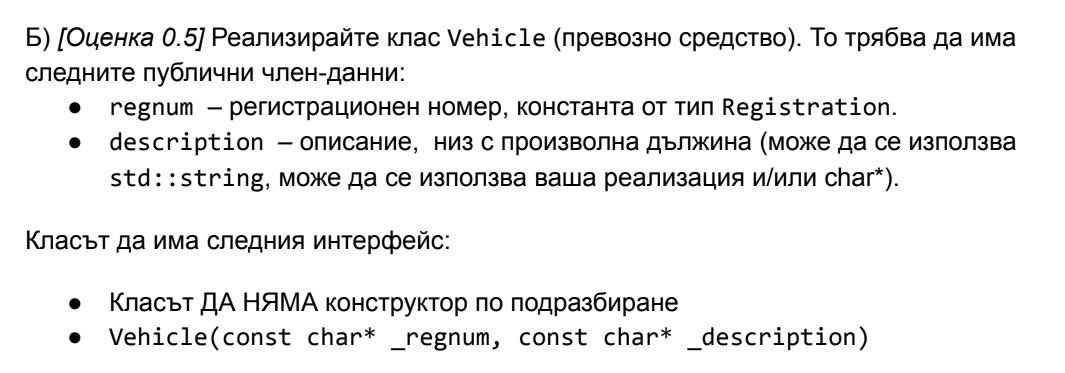 Б) [Оценка 0.5] Реализирайте клас Vehicle (превозно средство). То трябва да има
следните публични член-данни:
● regnum – регистрационен номер, константа от тип Registration.
● description – описание, низ с произволна дължина (може да се използва
std::string, може да се използва ваша реализация и/или char*).
Класът да има следния интерфейс:
● Класът ДА НЯМА конструктор по подразбиране
● Vehicle(const char* _regnum, const char* _description)